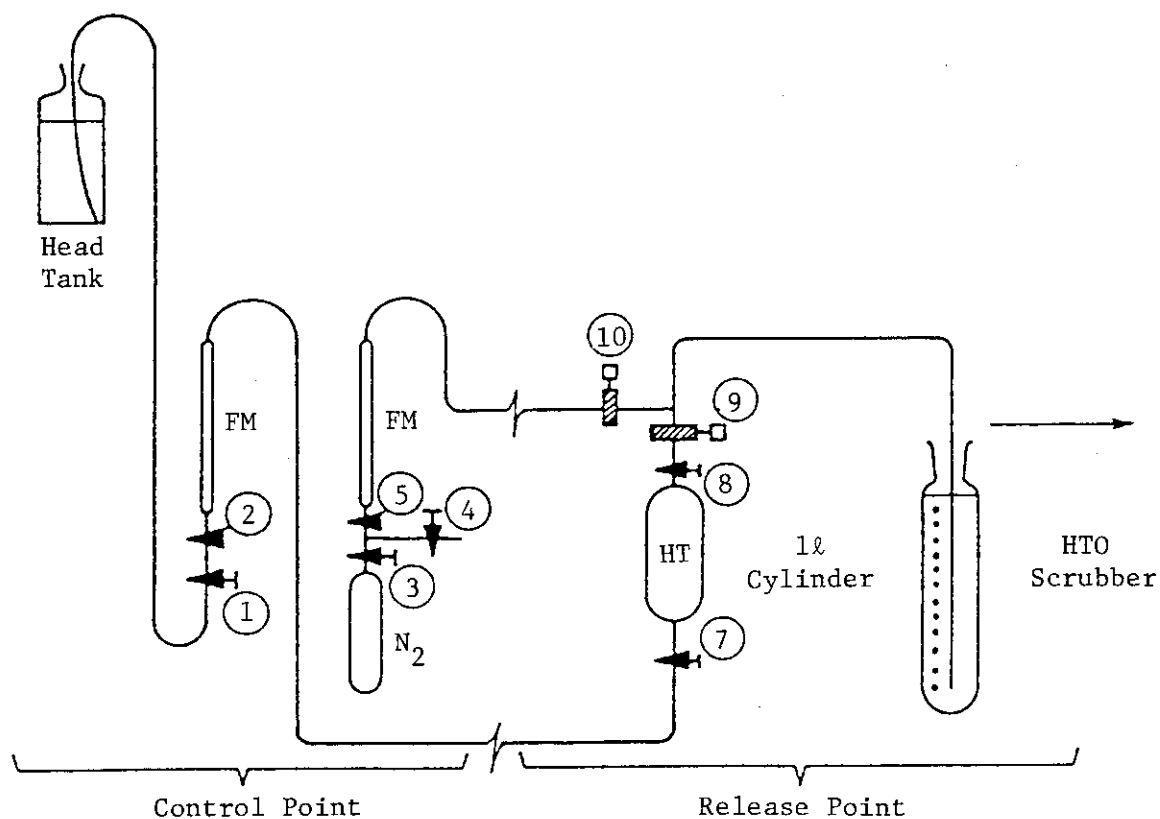 Head
Tank
FM
FM
10
9
2
5
4
8
HT
1ℓ
Cylinder
HTO
Scrubber
1
3
N₂
7
Control Point
Release Point